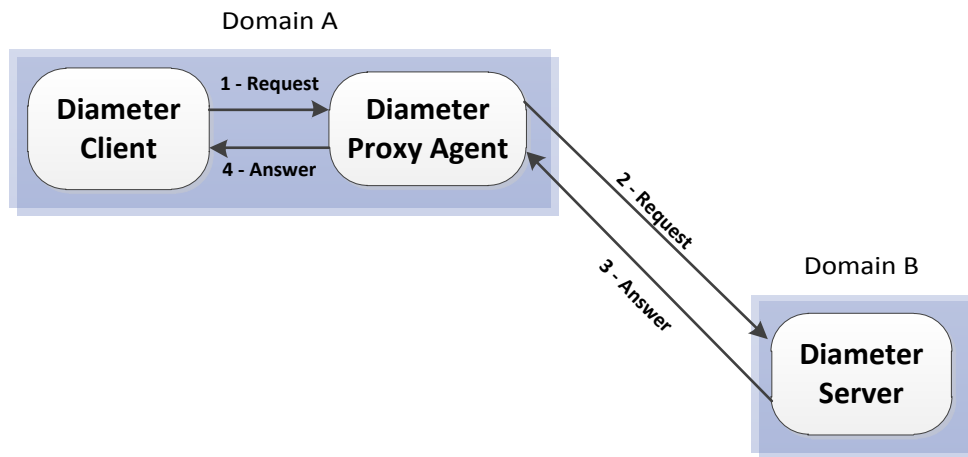 Domain A
Diameter
Client
1 - Request
4 - Answer
Diameter
Proxy Agent
2 - Request
3 - Answer
Domain B
Diameter
Server